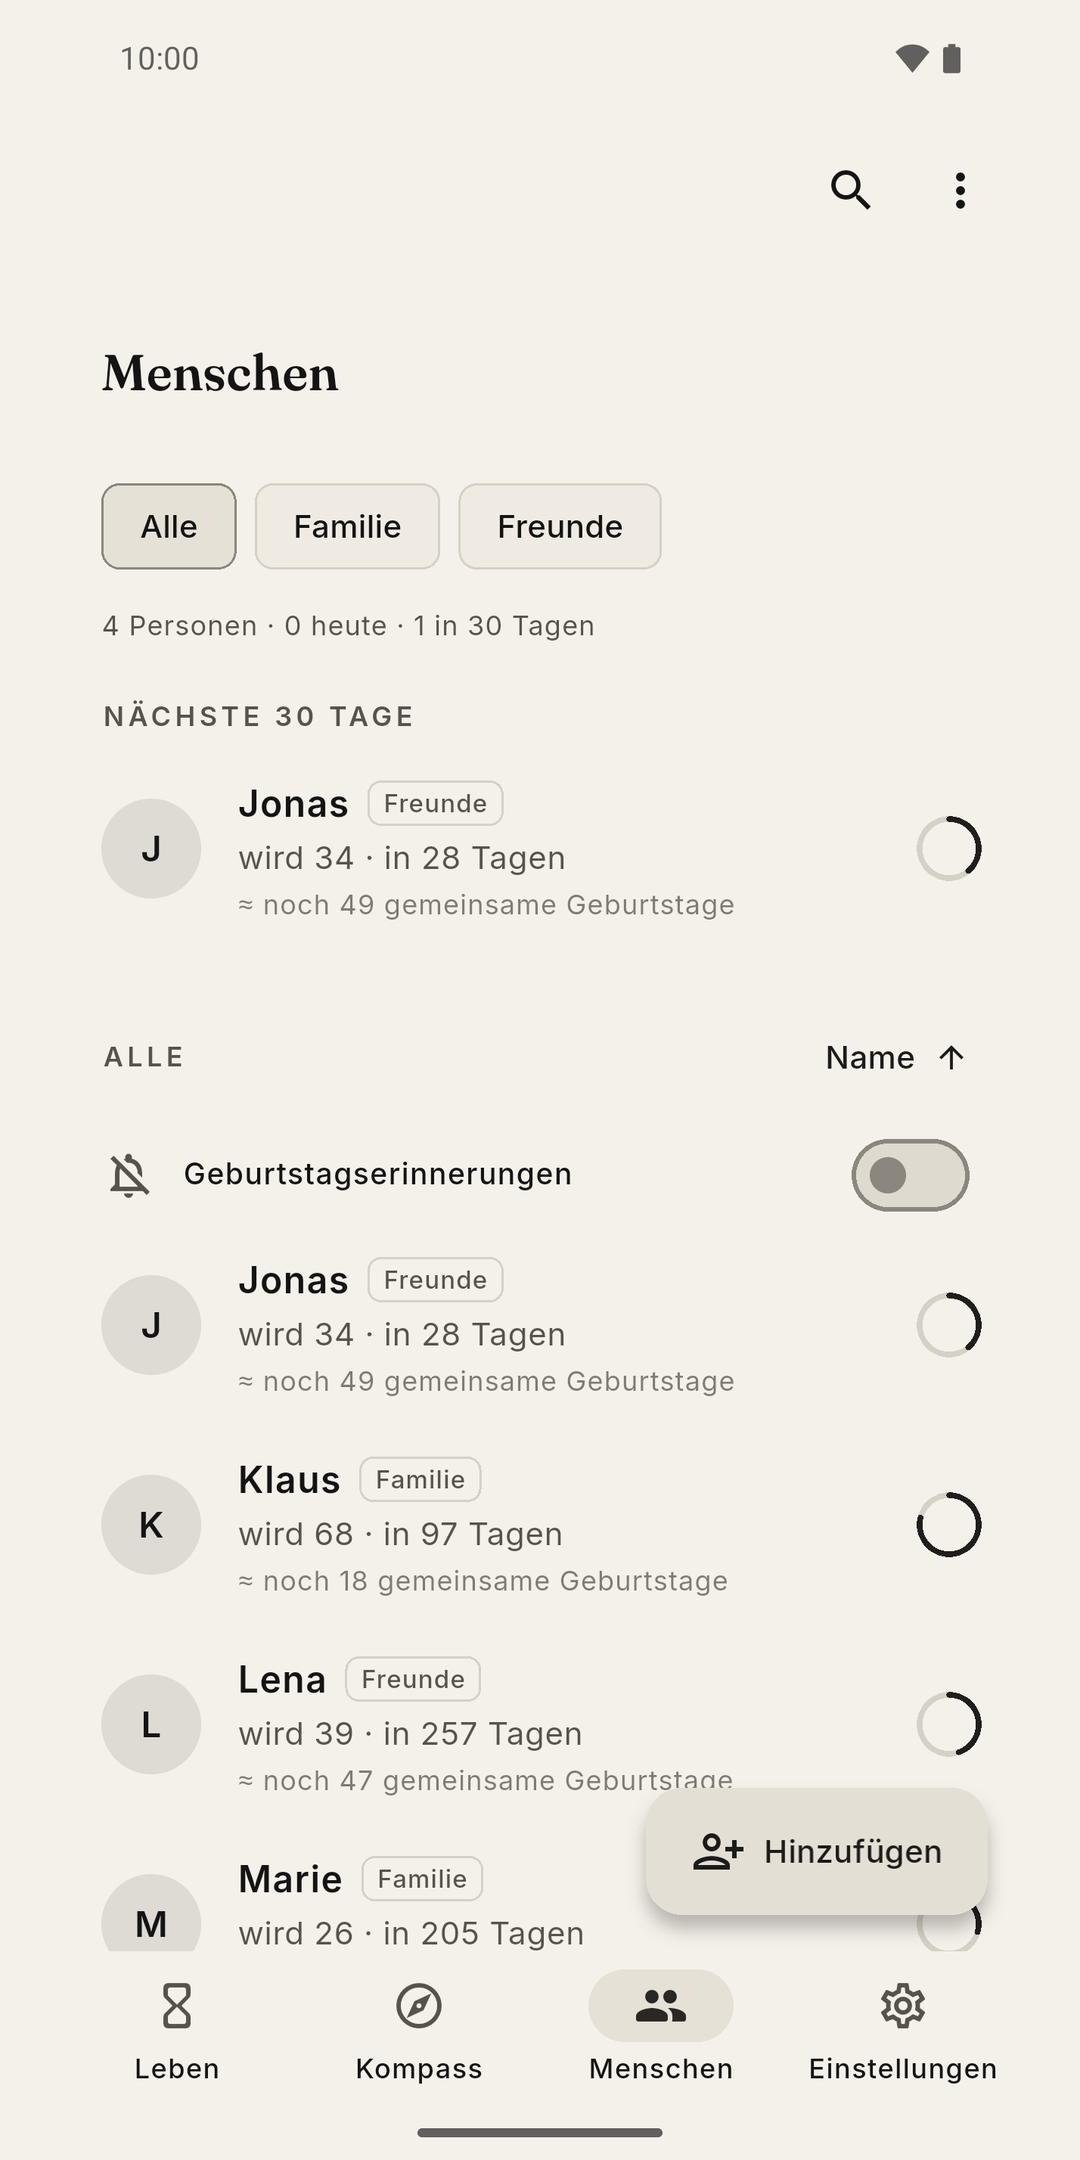 10:00
Menschen
Alle
Familie
Freunde
4 Personen · 0 heute · 1 in 30 Tagen
NÄCHSTE 30 TAGE
J
Jonas Freunde
wird 34 · in 28 Tagen
≈ noch 49 gemeinsame Geburtstage
ALLE
Name ↑
Geburtstagserinnerungen
J
Jonas Freunde
wird 34 · in 28 Tagen
≈ noch 49 gemeinsame Geburtstage
K
Klaus Familie
wird 68 · in 97 Tagen
≈ noch 18 gemeinsame Geburtstage
L
Lena Freunde
wird 39 · in 257 Tagen
≈ noch 47 gemeinsame Geburtstage
Hinzufügen
M
Marie Familie
wird 26 · in 205 Tagen
Leben
Kompass
Menschen
Einstellungen